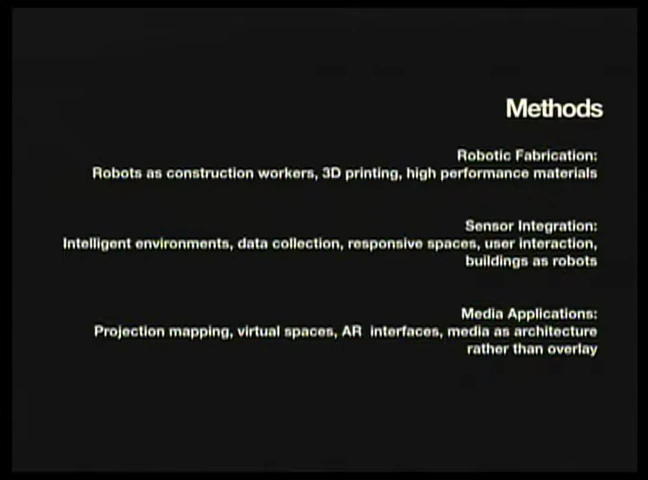 Methods
Robotic Fabrication:
Robots as construction workers, 3D printing, high performance materials
Sensor Integration:
Intelligent environments, data collection, responsive spaces, user interaction,
buildings as robots
Media Applications:
Projection mapping, virtual spaces, AR interfaces, media as architecture
rather than overlay